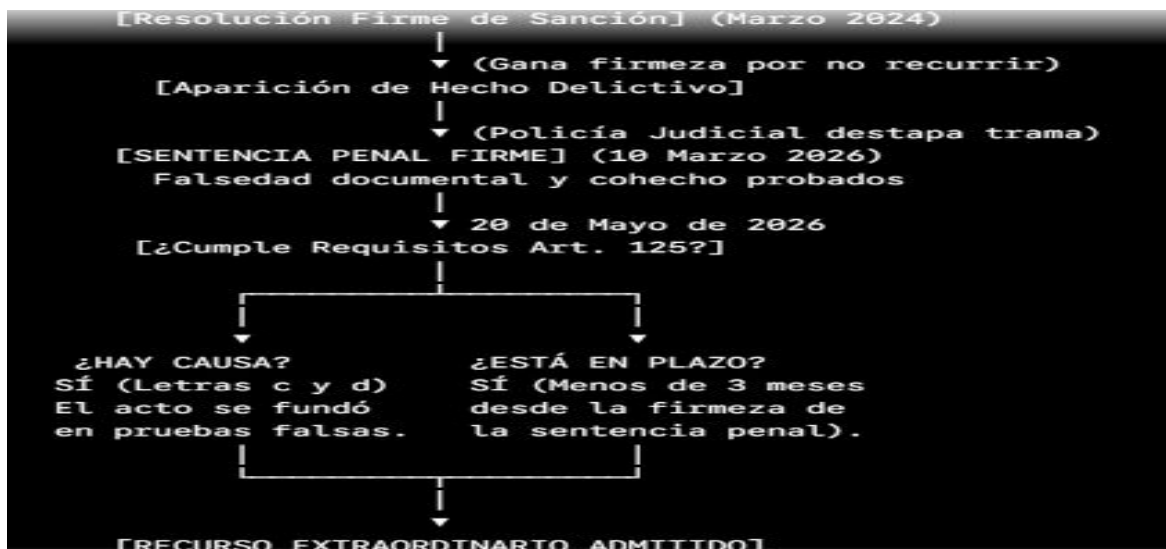 [Resolución Firme de Sanción] (Marzo 2024)
(Gana firmeza por no recurrir)
[Aparición de Hecho Delictivo]
(Policía Judicial destapa trama)
[SENTENCIA PENAL FIRME] (10 Marzo 2026)
Falsedad documental y cohecho probados
20 de Mayo de 2026
[¿Cumple Requisitos Art. 125?]
¿HAY CAUSA?
SÍ (Letras c y d)
El acto se fundó
en pruebas falsas.
¿ESTÁ EN PLAZO?
SÍ (Menos de 3 meses
desde la firmeza de
la sentencia penal).
[RECURSO EXTRAORDINARIO ADMITIDO]